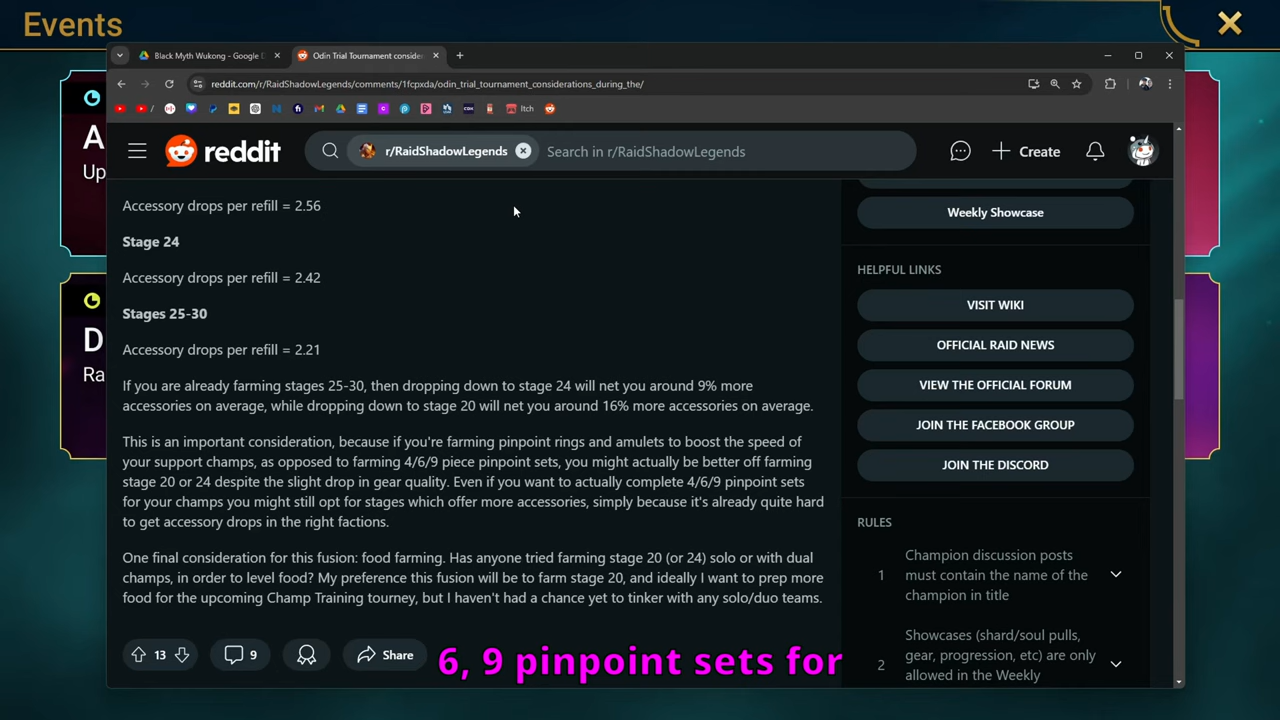 Events
Black Myth Wukong - Google D
Odin Trial Tournament consider
reddit.com/r/RaidShadowLegends/comments/1fcpxda/odin_trial_tournament_considerations_during_the/
Itch
reddit
r/RaidShadowLegends
Search in r/RaidShadowLegends
Create
A
Up
D
Ra
Accessory drops per refill = 2.56
Stage 24
Accessory drops per refill = 2.42
Stages 25-30
Accessory drops per refill = 2.21
If you are already farming stages 25-30, then dropping down to stage 24 will net you around 9% more
accessories on average, while dropping down to stage 20 will net you around 16% more accessories on average.
This is an important consideration, because if you're farming pinpoint rings and amulets to boost the speed of
your support champs, as opposed to farming 4/6/9 piece pinpoint sets, you might actually be better off farming
stage 20 or 24 despite the slight drop in gear quality. Even if you want to actually complete 4/6/9 pinpoint sets
for your champs you might still opt for stages which offer more accessories, simply because it's already quite hard
to get accessory drops in the right factions.
One final consideration for this fusion: food farming. Has anyone tried farming stage 20 (or 24) solo or with dual
champs, in order to level food? My preference this fusion will be to farm stage 20, and ideally I want to prep more
food for the upcoming Champ Training tourney, but I haven't had a chance yet to tinker with any solo/duo teams.
13
9
Share
Weekly Showcase
HELPFUL LINKS
VISIT WIKI
OFFICIAL RAID NEWS
VIEW THE OFFICIAL FORUM
JOIN THE FACEBOOK GROUP
JOIN THE DISCORD
RULES
1
Champion discussion posts
must contain the name of the
champion in title
2
Showcases (shard/soul pulls,
gear, progression, etc) are only
allowed in the Weekly
6, 9 pinpoint sets for